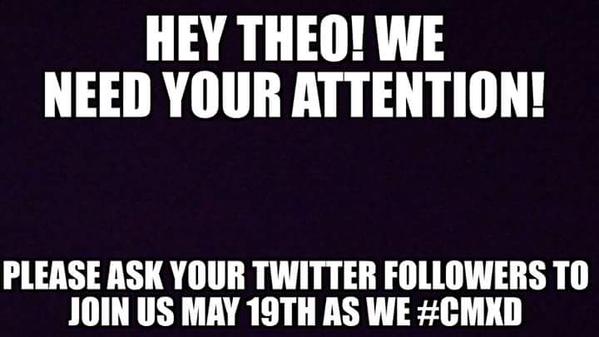 HEY THEO! WE
NEED YOUR ATTENTION!
PLEASE ASK YOUR TWITTER FOLLOWERS TO
JOIN US MAY 19TH AS WE #CMXD